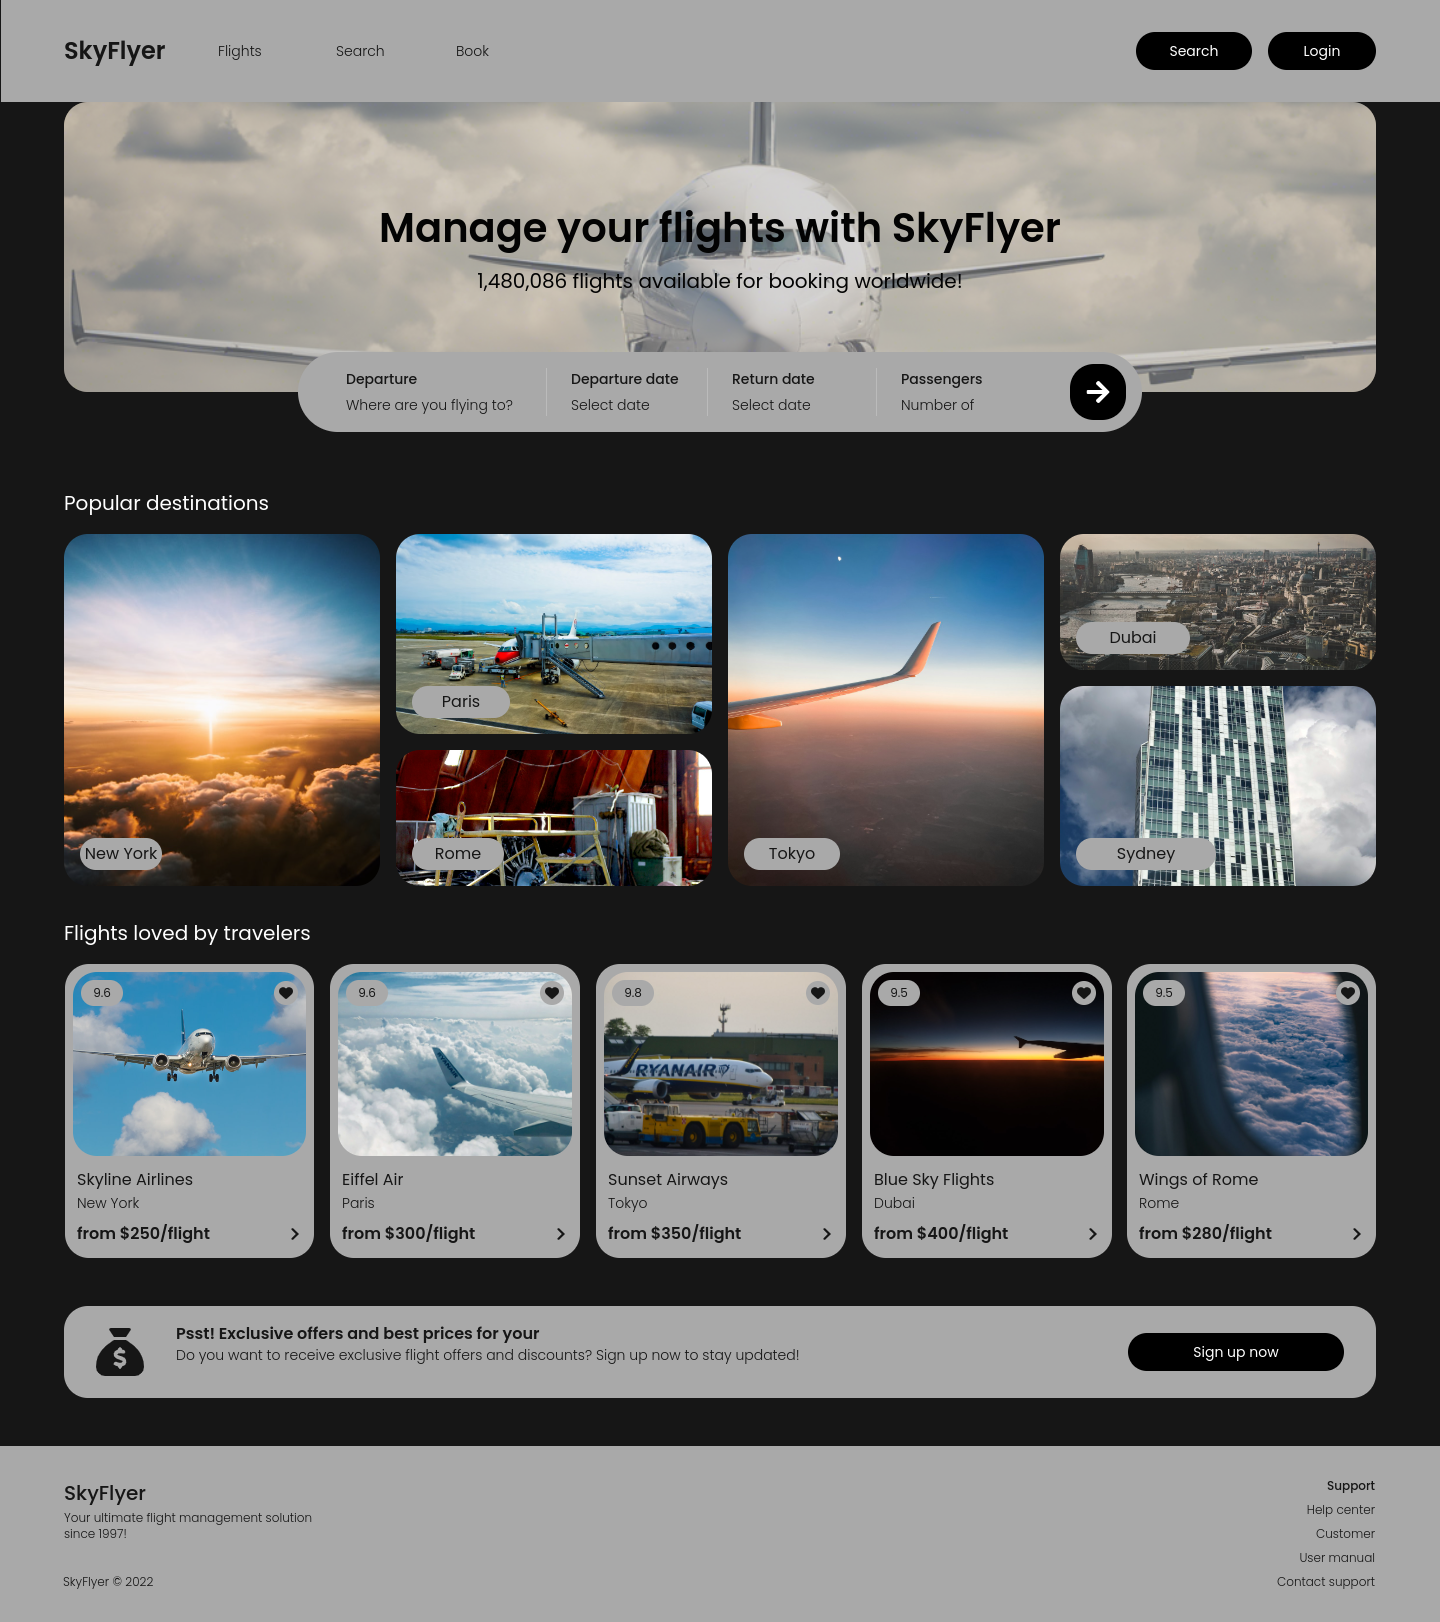 SkyFlyer
Flights
Search
Book
Search
Login
Manage your flights with SkyFlyer
1,480,086 flights available for booking worldwide!
Departure
Where are you flying to?
Departure date
Select date
Return date
Select date
Passengers
Number of
Popular destinations
New York
Paris
Rome
Tokyo
Dubai
Sydney
Flights loved by travelers
9.6
Skyline Airlines
New York
from $250/flight
9.6
Eiffel Air
Paris
from $300/flight
9.8
RYANAIR
Sunset Airways
Tokyo
from $350/flight
9.5
Blue Sky Flights
Dubai
from $400/flight
9.5
Wings of Rome
Rome
from $280/flight
Psst! Exclusive offers and best prices for your
Do you want to receive exclusive flight offers and discounts? Sign up now to stay updated!
Sign up now
SkyFlyer
Your ultimate flight management solution
since 1997!
SkyFlyer © 2022
Support
Help center
Customer
User manual
Contact support